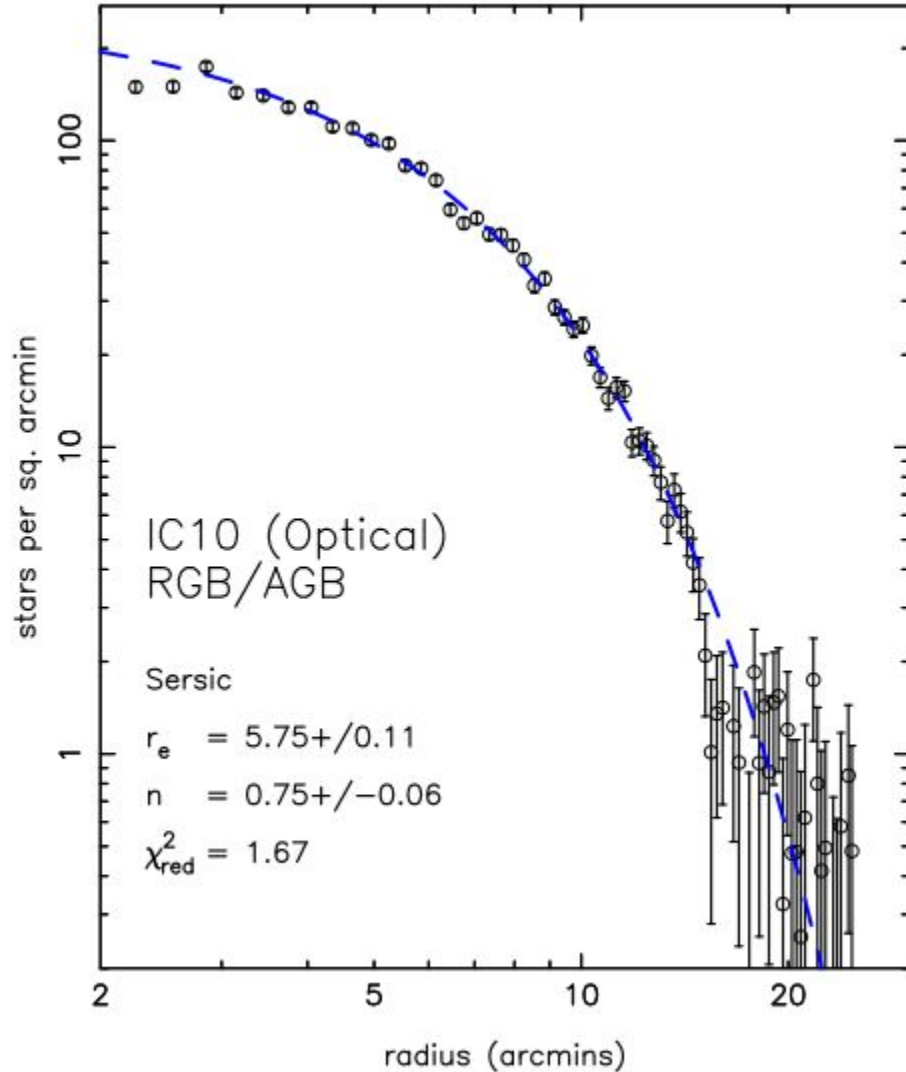 100
10
1
stars per sq. arcmin
IC10 (Optical)
RGB/AGB
Sersic
r_e = 5.75+/0.11
n = 0.75+/-0.06
χ²_red = 1.67
2 5 10 20
radius (arcmins)